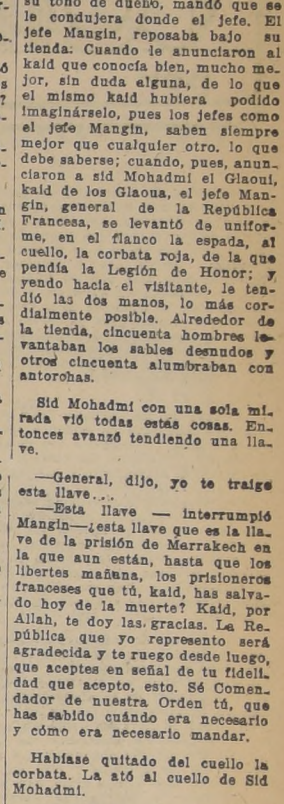 su tono de dueño, mandó que se
le condujera donde el jefe. El
jefe Mangin, reposaba bajo su
tienda. Cuando le anunciaron al
kaid que conocía bien, mucho me-
jor, sin duda alguna, de lo que
el mismo kaid hubiera podido
imaginárselo, pues los jefes como
el jefe Mangin, saben siempre
mejor que cualquier otro. lo que
debe saberse; cuando, pues, anun-
ciaron a sid Mohadmi el Glaoui,
kaid de los Glaoua, el jefe Man-
gin, general de la República
Francesa, se levantó de unifor-
me, en el flanco la espada, al
cuello, la corbata roja, de la que
pendía la Legión de Honor; y
yendo hacia el visitante, le ten-
dió las dos manos, lo más cor-
dialmente posible. Alrededor de
la tienda, cincuenta hombres le-
vantaban los sables desnudos y
otros cincuenta alumbraban con
antorchas.
Sid Mohadmi con una sola mi-
rada vió todas estás cosas. En-
tonces avanzó tendiendo una lla-
ve.
—General, dijo, yo te traigo
esta llave...
—Esta llave — interrumpió
Mangin—¿esta llave que es la lla-
ve de la prisión de Marrakech en
la que aun están, hasta que los
libertes mañana, los prisioneros
franceses que tú, kaid, has salva-
do hoy de la muerte? Kaid, por
Allah, te doy las gracias. La Re-
pública que yo represento será
agradecida y te ruego desde luego,
que aceptes en señal de tu fideli-
dad que acepto, esto. Sé Comen-
dador de nuestra Orden tú, que
has sabido cuándo era necesario
y cómo era necesario mandar.
Habíase quitado del cuello la
corbata. La ató al cuello de Sid
Mohadmi.